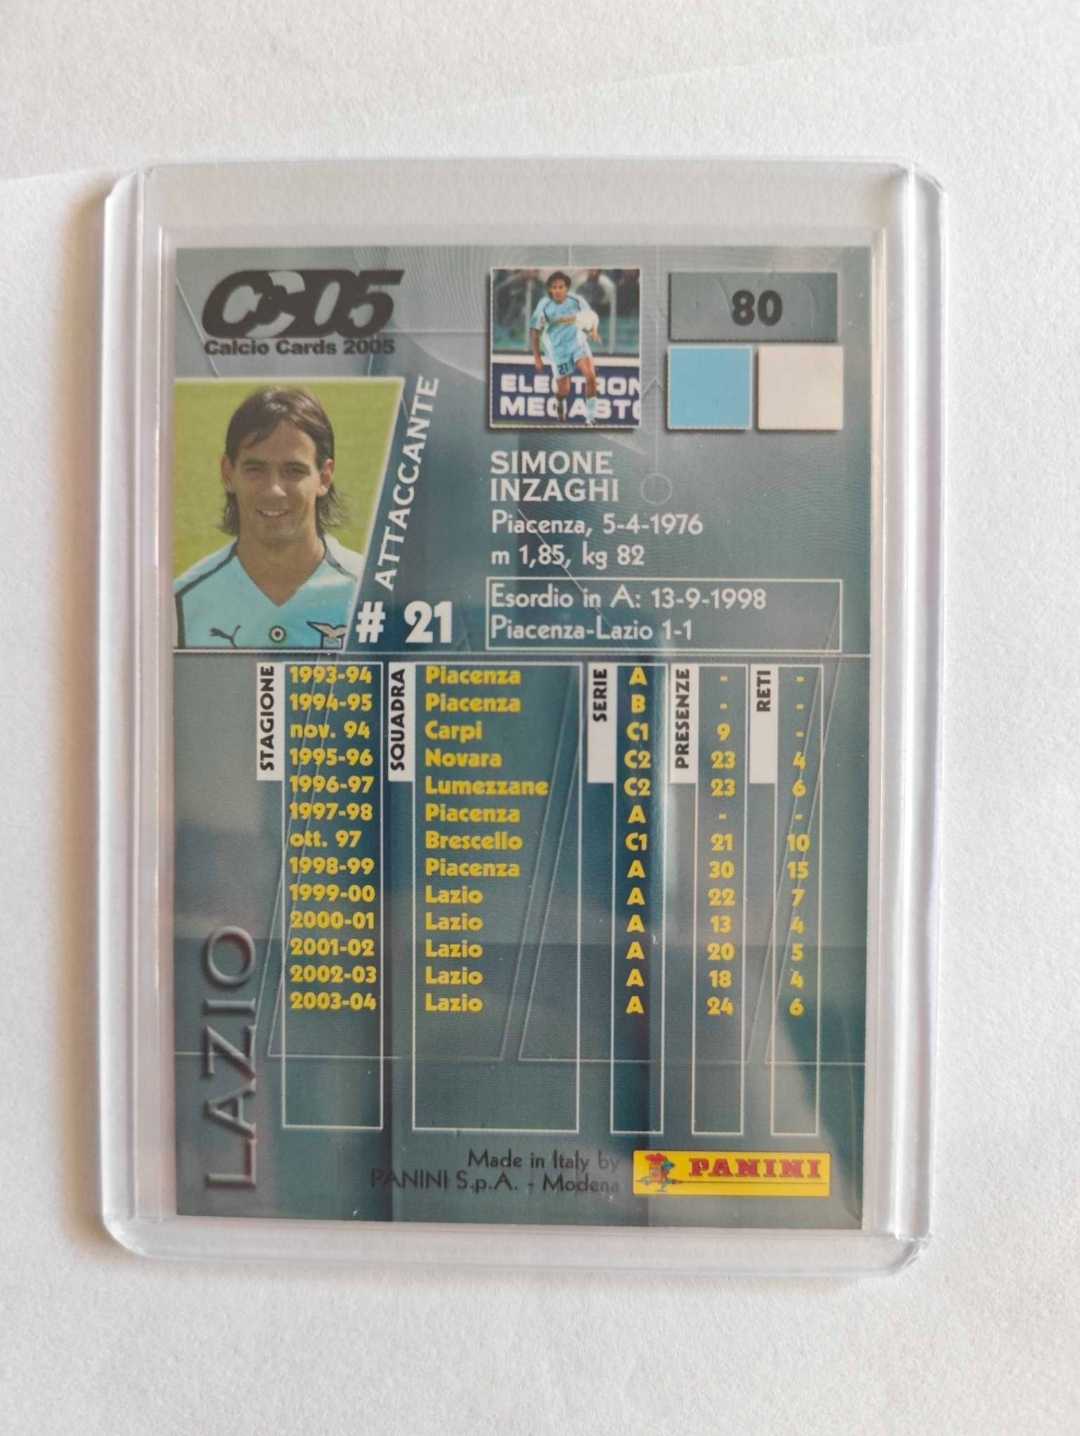 CC05
Calcio Cards 2005
80
ELECTRON
MEGASTO
21
ATTACCANTE
# 21
SIMONE
INZAGHI
Piacenza, 5-4-1976
m 1,85, kg 82
Esordio in A: 13-9-1998
Piacenza-Lazio 1-1
STAGIONE SQUADRA SERIE PRESENZE RETI
1993-94 Piacenza A - -
1994-95 Piacenza B - -
nov. 94 Carpi C1 9 -
1995-96 Novara C2 23 4
1996-97 Lumezzane C2 23 6
1997-98 Piacenza A - -
ott. 97 Brescello C1 21 10
1998-99 Piacenza A 30 15
1999-00 Lazio A 22 7
2000-01 Lazio A 13 4
2001-02 Lazio A 20 5
2002-03 Lazio A 18 4
2003-04 Lazio A 24 6
LAZIO
Made in Italy by
PANINI S.p.A. - Modena
PANINI